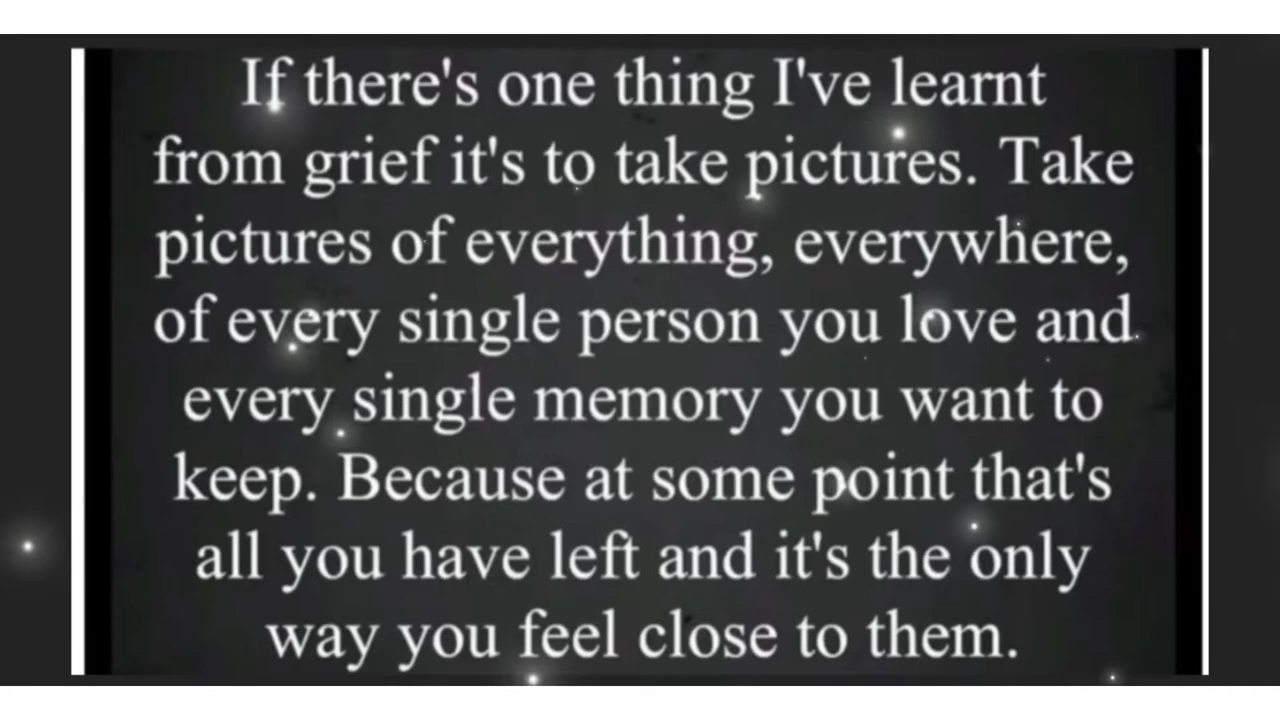 If there's one thing I've learnt
from grief it's to take pictures. Take
pictures of everything, everywhere,
of every single person you love and
every single memory you want to
keep. Because at some point that's
all you have left and it's the only
way you feel close to them.